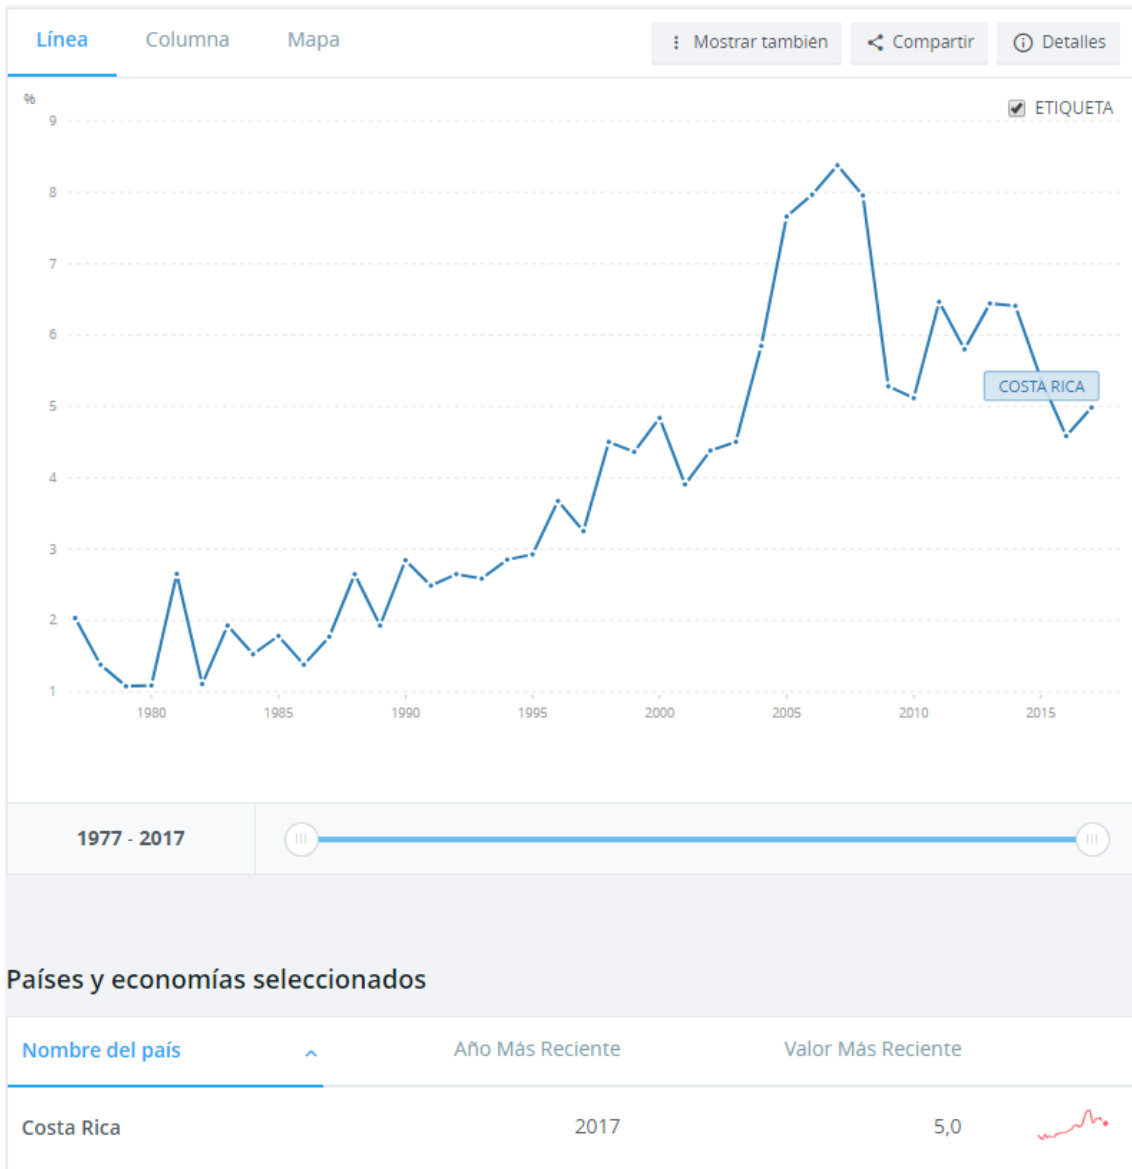 Línea Columna Mapa Mostrar también Compartir Detalles
%
ETIQUETA
9
8
7
6
5
4
3
2
1
COSTA RICA
1980 1985 1990 1995 2000 2005 2010 2015
1977 - 2017
Países y economías seleccionados
Nombre del país Año Más Reciente Valor Más Reciente
Costa Rica 2017 5,0